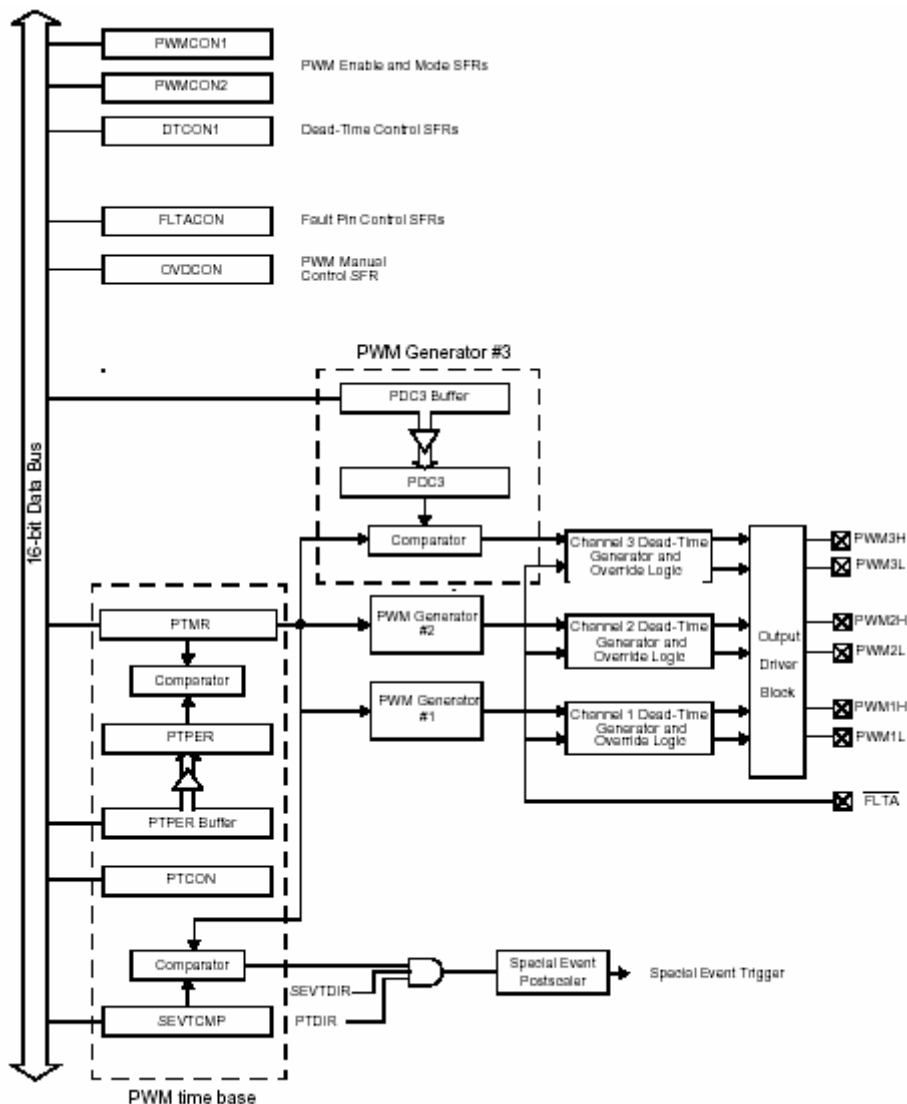 PWMCON1
PWM Enable and Mode SFRs
PWMCON2
DTCON1
Dead-Time Control SFRs
FLTACON
Fault Pin Control SFRs
OVDCON
PWM Manual
Control SFR
PWM Generator #3
PDC3 Buffer
PDC3
Comparator
16-bit Data Bus
Channel 3 Dead-Time
Generator and
Override Logic
PWM3H
PWM3L
PTMR
PWM Generator
#2
Channel 2 Dead-Time
Generator and
Override Logic
Output
Driver
Block
PWM2H
PWM2L
Comparator
PWM Generator
#1
Channel 1 Dead-Time
Generator and
Override Logic
PWM1H
PWM1L
PTPER
FLTA
PTPER Buffer
PTCON
Comparator
SEVTDIR
Special Event
Postscaler
Special Event Trigger
SEVTCMP
PTDIR
PWM time base